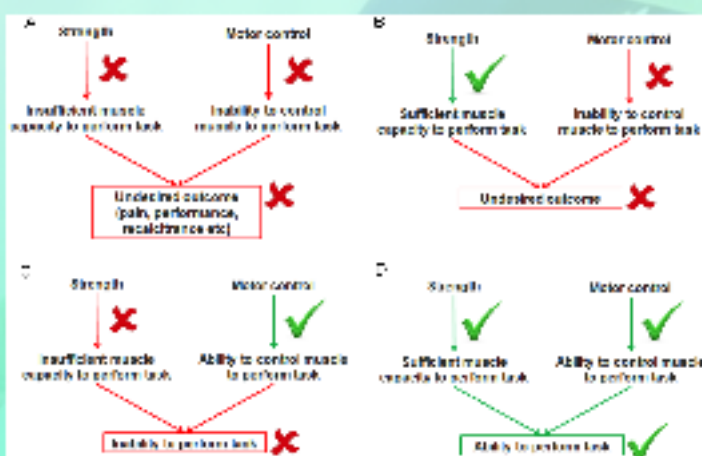 A
Strength Motor control
Insufficient muscle
capacity to perform task
Inability to control
muscle to perform task
Undesired outcome
(pain, performance,
recalcitrance etc)
B
Strength Motor control
Sufficient muscle
capacity to perform task
Inability to control
muscle to perform task
Undesired outcome
C
Strength Motor control
Insufficient muscle
capacity to perform task
Ability to control muscle
to perform task
Inability to perform task
D
Strength Motor control
Sufficient muscle
capacity to perform task
Ability to control muscle
to perform task
Ability to perform task